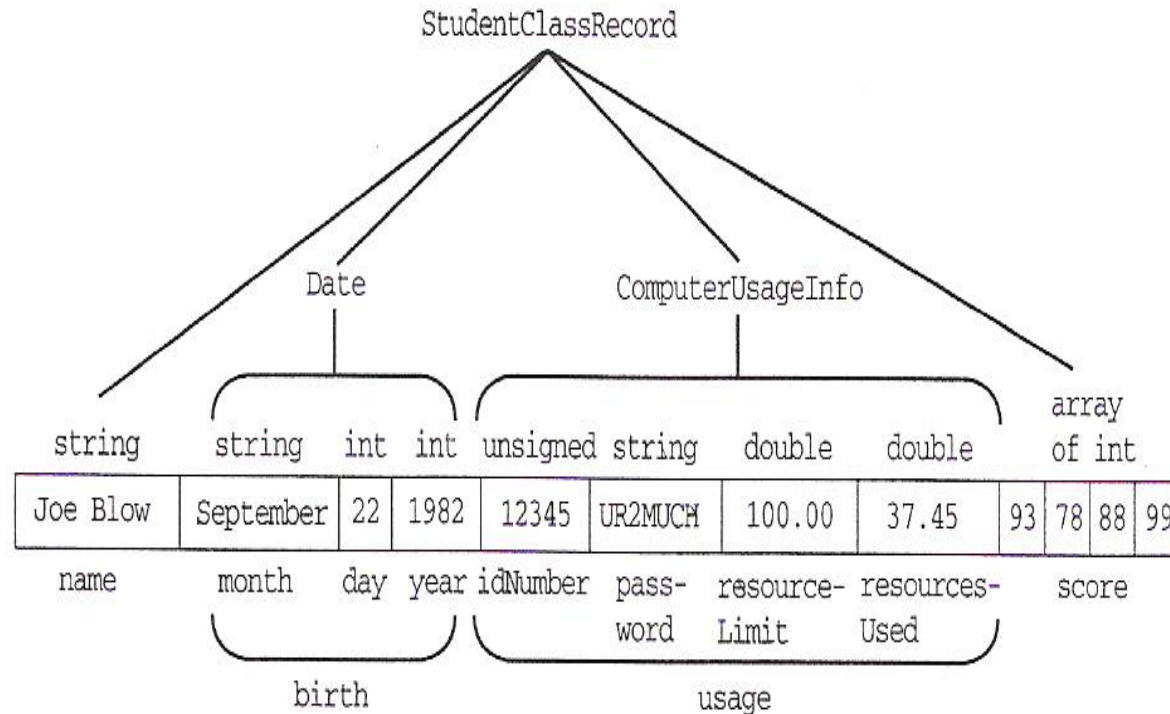 StudentClassRecord
Date ComputerUsageInfo
array
string string int int unsigned string double double of int
Joe Blow September 22 1982 12345 UR2MUCH 100.00 37.45 93 78 88 99
name month day year idNumber pass- resource- resources- score
word Limit Used
birth usage